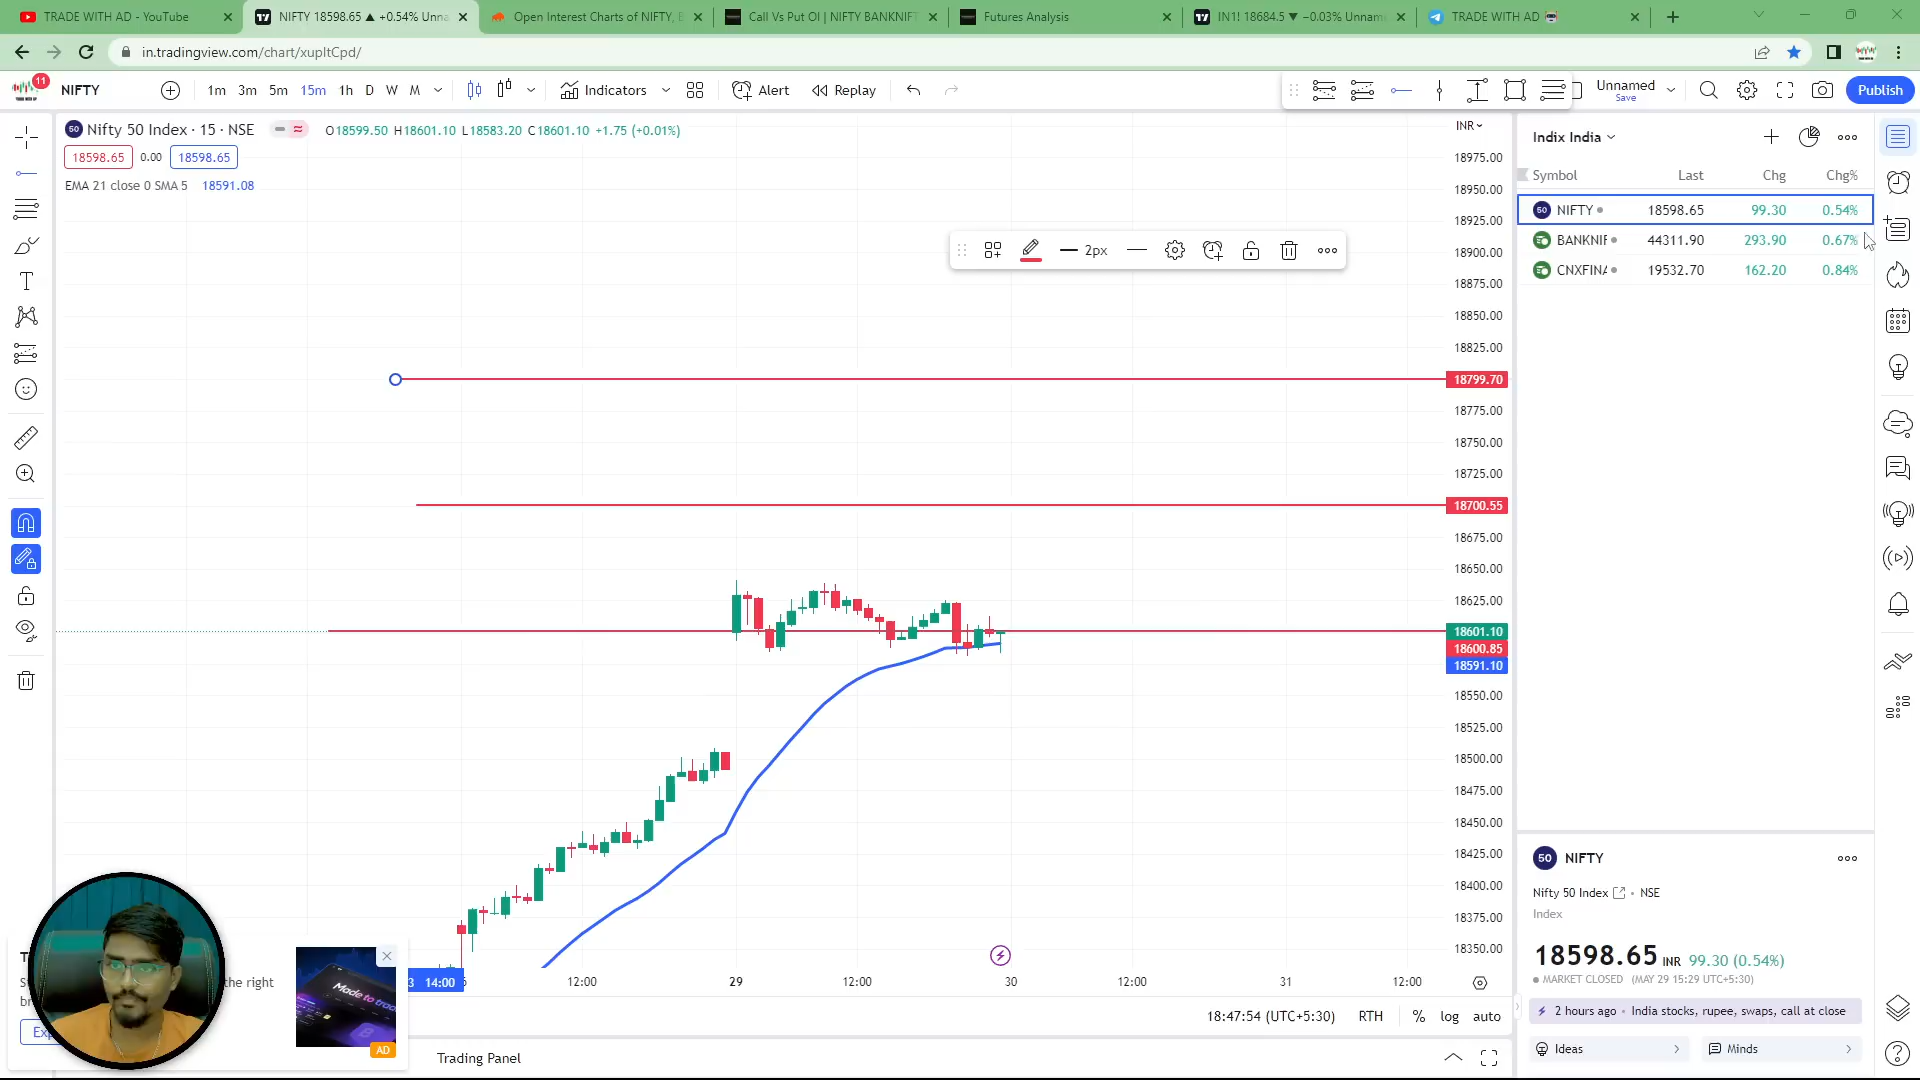 TRADE WITH AD - YouTube
NIFTY 18598.65 ▲ +0.54% Unna
Open Interest Charts of NIFTY, B
Call Vs Put OI | NIFTY BANKNIFT
Futures Analysis
IN1! 18684.5 ▼ −0.03% Unnam
TRADE WITH AD
in.tradingview.com/chart/xupItCpd/
11
NIFTY
1m 3m 5m 15m 1h D W M
Indicators
Alert
Replay
Unnamed
Save
Publish
50 Nifty 50 Index · 15 · NSE
O18599.50 H18601.10 L18583.20 C18601.10 +1.75 (+0.01%)
18598.65 0.00 18598.65
EMA 21 close 0 SMA 5 18591.08
2px
INR
18975.00
18950.00
18925.00
18900.00
18875.00
18850.00
18825.00
18799.70
18775.00
18750.00
18725.00
18700.55
18675.00
18650.00
18625.00
18601.10
18600.85
18591.10
18550.00
18525.00
18500.00
18475.00
18450.00
18425.00
18400.00
18375.00
18350.00
3 14:00
12:00
29
12:00
30
12:00
31
12:00
18:47:54 (UTC+5:30) RTH % log auto
Trading Panel
the right
Made to trad
AD
Indix India
Symbol Last Chg Chg%
50 NIFTY 18598.65 99.30 0.54%
BANKNIF 44311.90 293.90 0.67%
CNXFINA 19532.70 162.20 0.84%
50 NIFTY
Nifty 50 Index · NSE
Index
18598.65 INR 99.30 (0.54%)
MARKET CLOSED (MAY 29 15:29 UTC+5:30)
2 hours ago · India stocks, rupee, swaps, call at close
Ideas
Minds